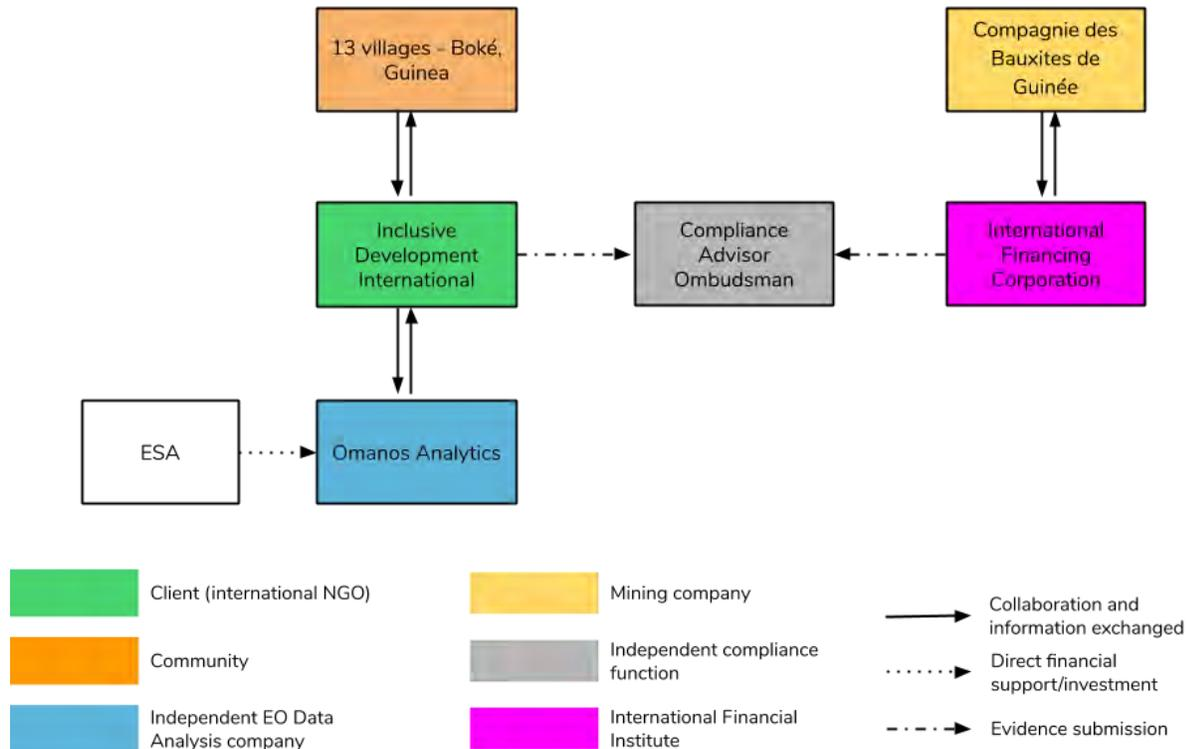 13 villages - Boké,
Guinea
Compagnie des
Bauxites de
Guinée
Inclusive
Development
International
Compliance
Advisor
Ombudsman
International
Financing
Corporation
ESA
Omanos Analytics
Client (international NGO)
Community
Independent EO Data
Analysis company
Mining company
Independent compliance
function
International Financial
Institute
Collaboration and
information exchanged
Direct financial
support/investment
Evidence submission